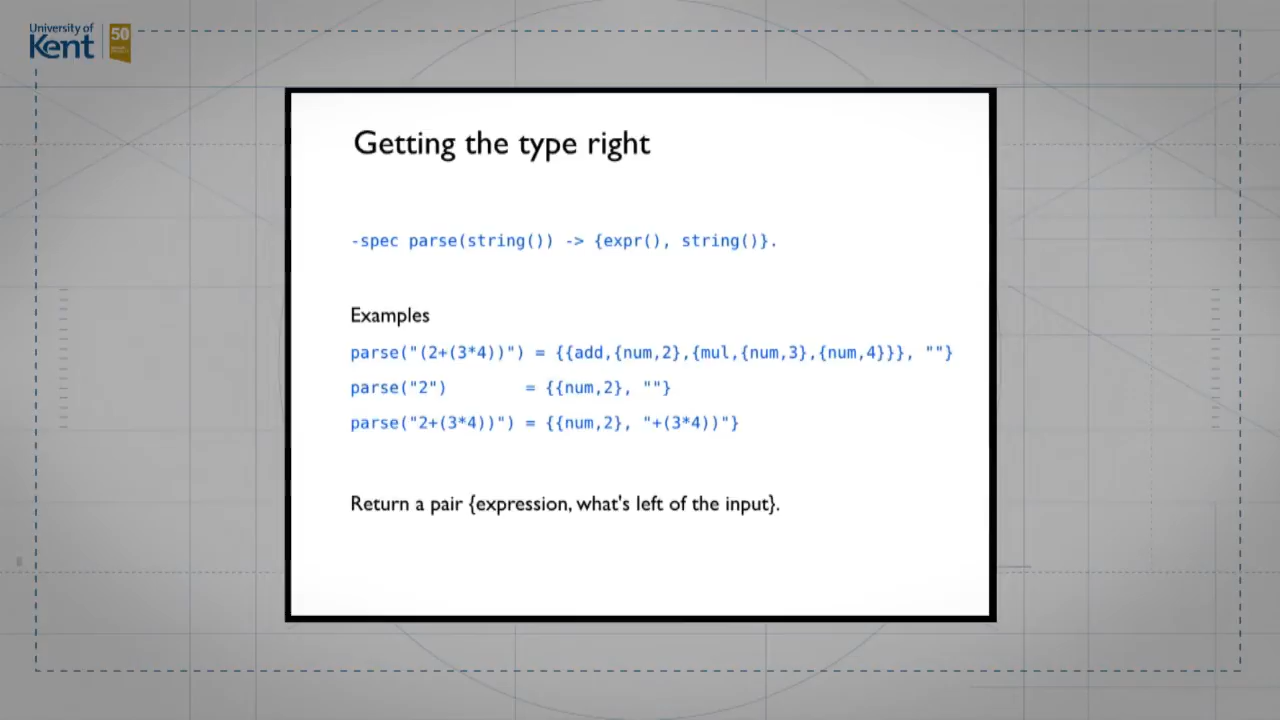 University of
Kent
50
Getting the type right
-spec parse(string()) -> {expr(), string()}.
Examples
parse("(2+(3*4))") = {{add,{num,2},{mul,{num,3},{num,4}}}, ""}
parse("2") = {{num,2}, ""}
parse("2+(3*4))") = {{num,2}, "+(3*4))"}
Return a pair {expression, what's left of the input}.